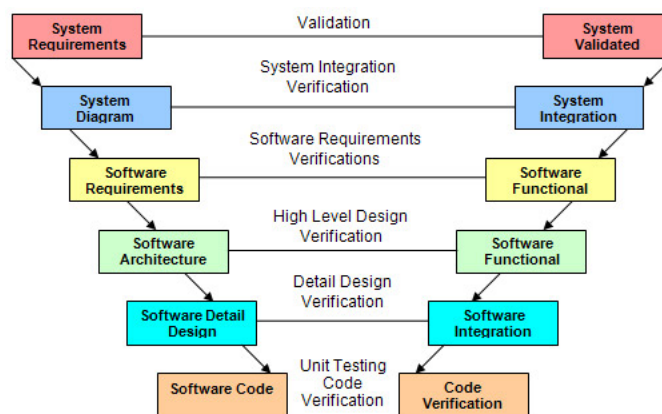 System
Requirements
Validation
System
Validated
System Integration
Verification
System
Diagram
System
Integration
Software Requirements
Verifications
Software
Requirements
Software
Functional
High Level Design
Verification
Software
Architecture
Software
Functional
Detail Design
Verification
Software Detail
Design
Software
Integration
Unit Testing
Code
Verification
Software Code
Code
Verification